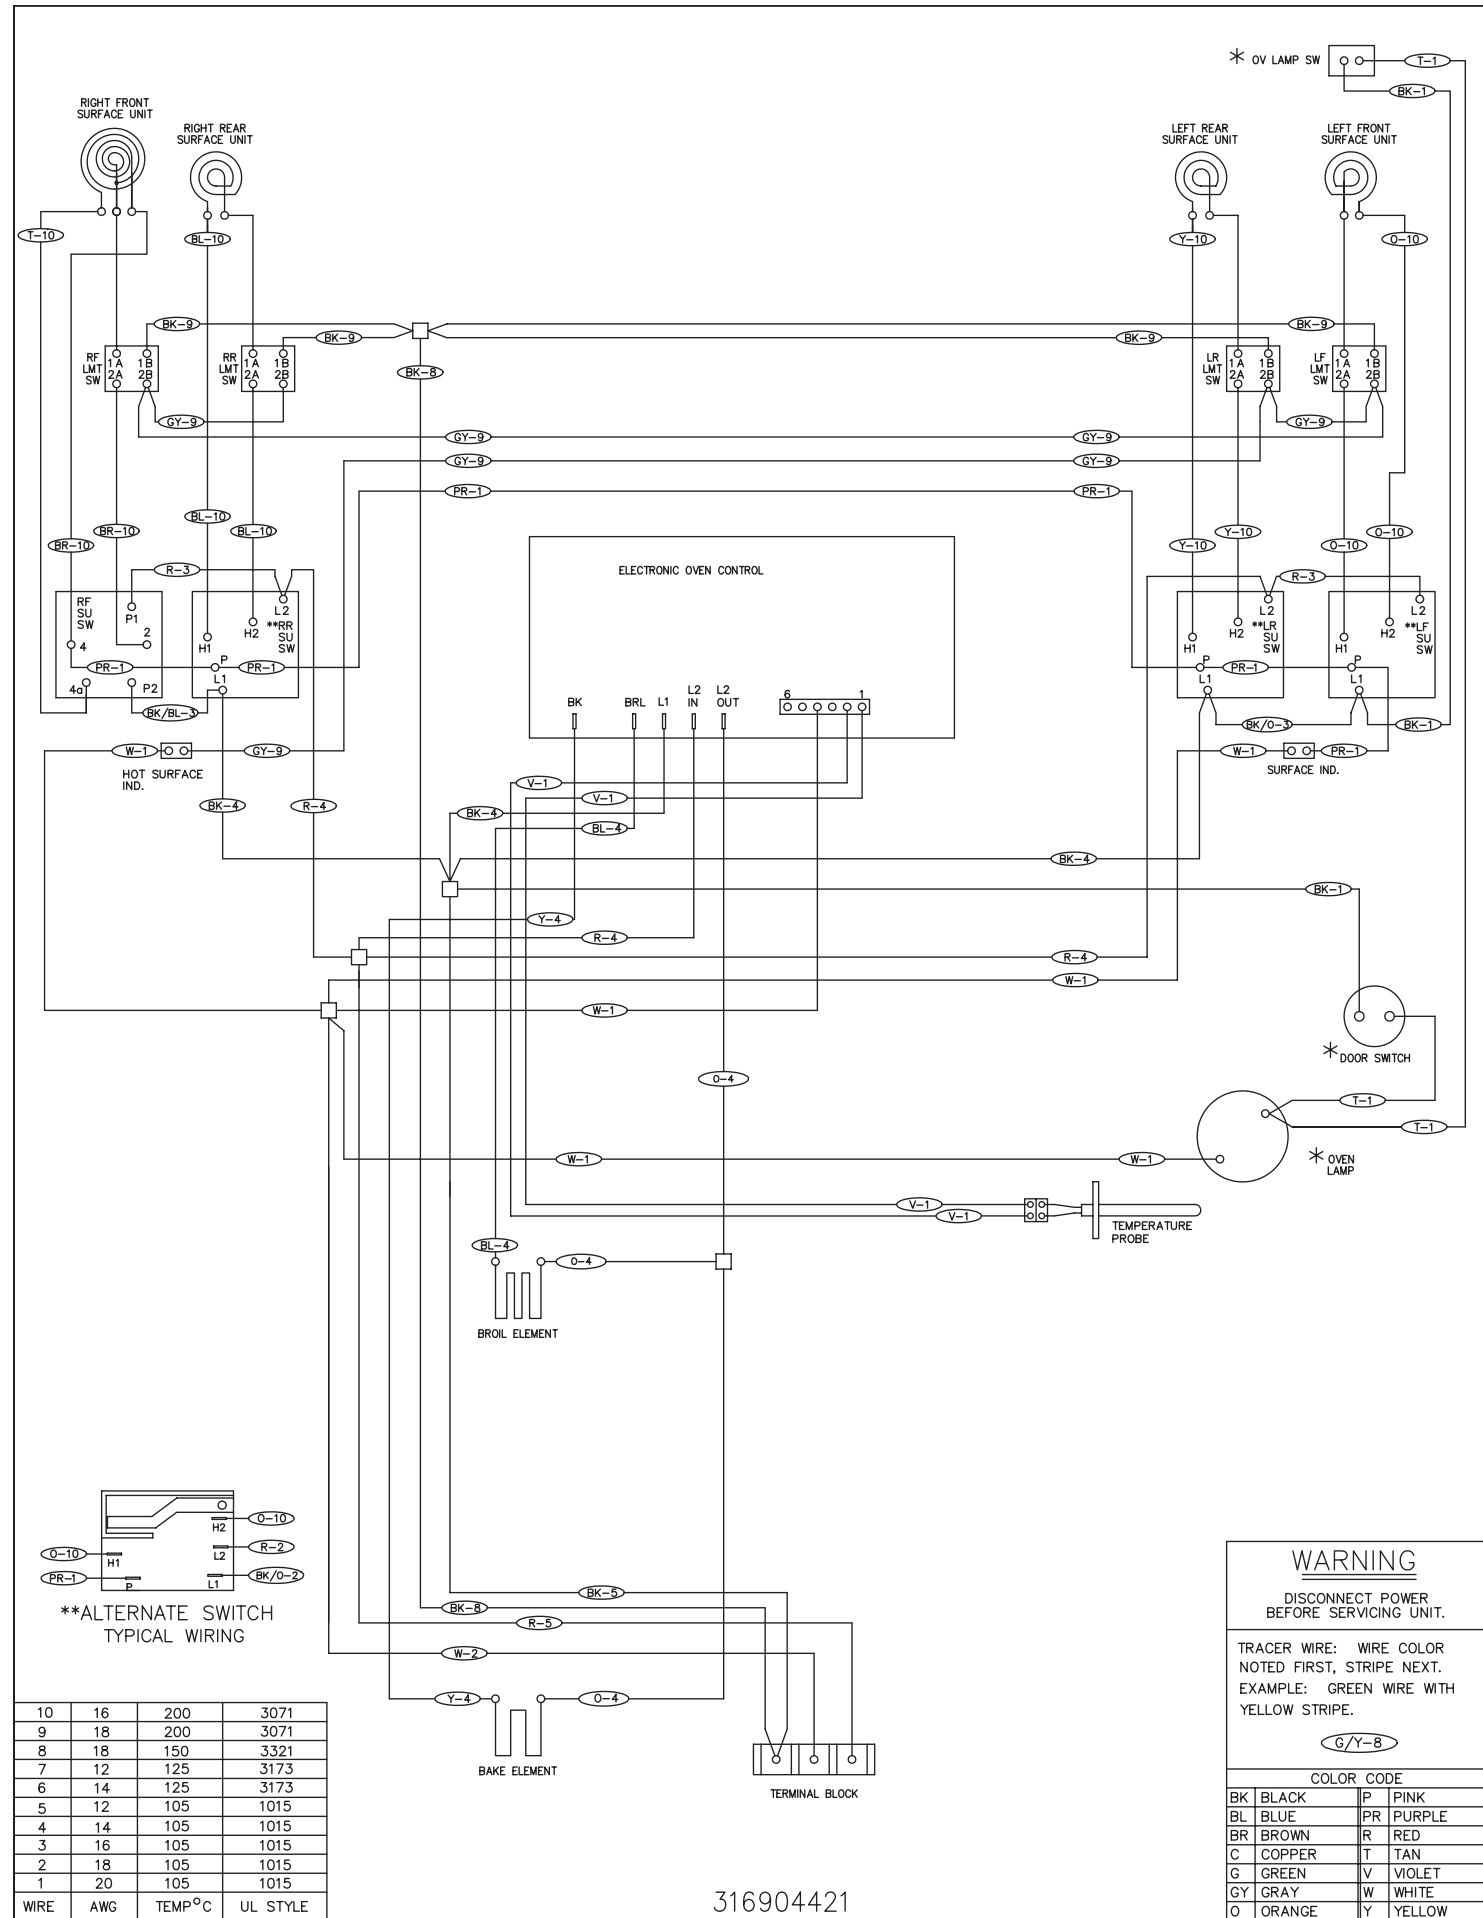 * OV LAMP SW
T-1
BK-1
RIGHT FRONT
SURFACE UNIT
RIGHT REAR
SURFACE UNIT
LEFT REAR
SURFACE UNIT
LEFT FRONT
SURFACE UNIT
T-10
BL-10
Y-10
O-10
BK-9
BK-9
BK-9
BK-9
RF
LMT
SW
1A 1B
2A 2B
RR
LMT
SW
1A 1B
2A 2B
BK-8
LR
LMT
SW
1A 1B
2A 2B
LF
LMT
SW
1A 1B
2A 2B
GY-9
GY-9
GY-9
GY-9
GY-9
GY-9
PR-1
PR-1
BR-10
BR-10
BL-10
BL-10
Y-10
Y-10
O-10
O-10
R-3
R-3
ELECTRONIC OVEN CONTROL
RF
SU
SW
P1
2
4
4a
P2
PR-1
L2
H2
H1
**RR
SU
SW
P
L1
PR-1
BK/BL-3
L2
H2
H1
**LR
SU
SW
P
L1
PR-1
L2
H2
H1
**LF
SU
SW
P
L1
BK/O-3
BK-1
BK
BRL
L1
L2
IN
L2
OUT
6
1
W-1
GY-9
HOT SURFACE
IND.
W-1
PR-1
SURFACE IND.
BK-4
R-4
V-1
V-1
BK-4
BL-4
BK-4
BK-1
Y-4
R-4
R-4
W-1
W-1
* DOOR SWITCH
O-4
T-1
T-1
W-1
W-1
* OVEN
LAMP
V-1
V-1
TEMPERATURE
PROBE
BL-4
O-4
BROIL ELEMENT
O-10
H2
O-10
H1
L2
R-2
PR-1
P
L1
BK/O-2
**ALTERNATE SWITCH
TYPICAL WIRING
BK-5
BK-8
R-5
W-2
Y-4
O-4
BAKE ELEMENT
TERMINAL BLOCK
10 16 200 3071
9 18 200 3071
8 18 150 3321
7 12 125 3173
6 14 125 3173
5 12 105 1015
4 14 105 1015
3 16 105 1015
2 18 105 1015
1 20 105 1015
WIRE AWG TEMP°C UL STYLE
316904421
WARNING
DISCONNECT POWER
BEFORE SERVICING UNIT.
TRACER WIRE: WIRE COLOR
NOTED FIRST, STRIPE NEXT.
EXAMPLE: GREEN WIRE WITH
YELLOW STRIPE.
G/Y-8
COLOR CODE
BK BLACK P PINK
BL BLUE PR PURPLE
BR BROWN R RED
C COPPER T TAN
G GREEN V VIOLET
GY GRAY W WHITE
O ORANGE Y YELLOW